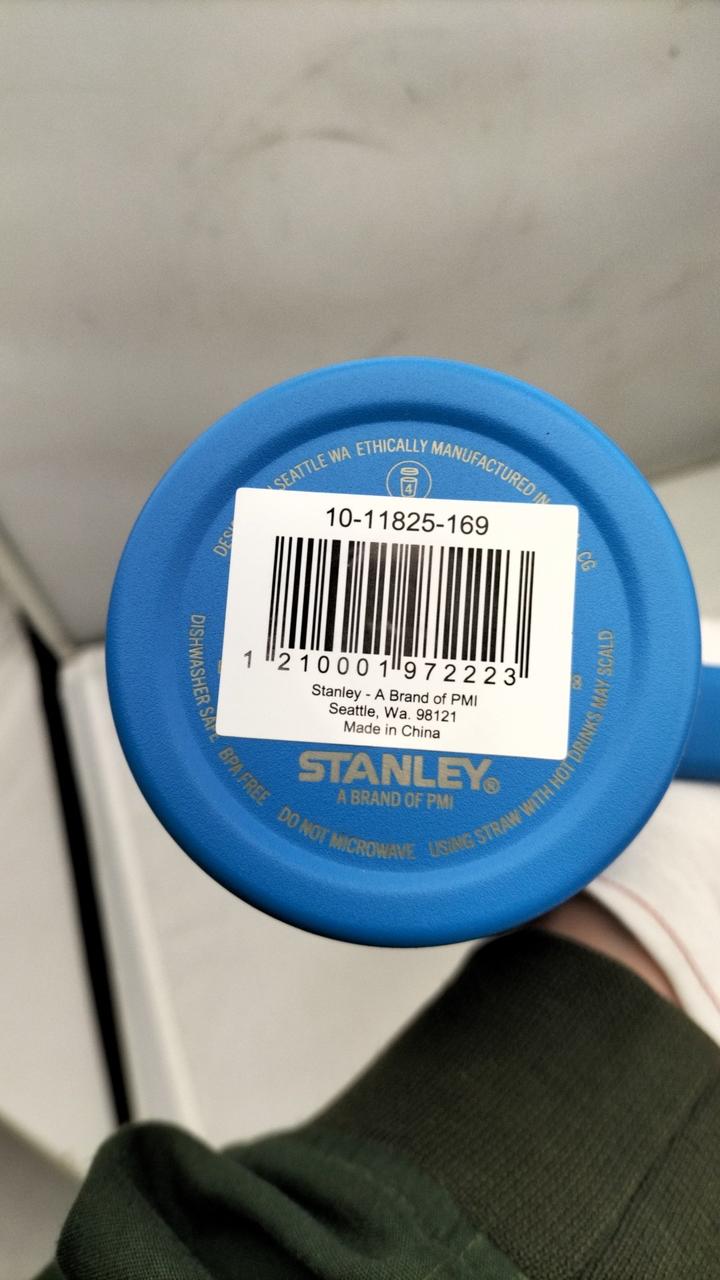 SEATTLE WA ETHICALLY MANUFACTURED IN
CG
4
10-11825-169
1 210001 972223
Stanley - A Brand of PMI
Seattle, Wa. 98121
Made in China
STANLEY®
A BRAND OF PMI
DISHWASHER SAFE BPA FREE DO NOT MICROWAVE USING STRAW WITH HOT DRINKS MAY SCALD